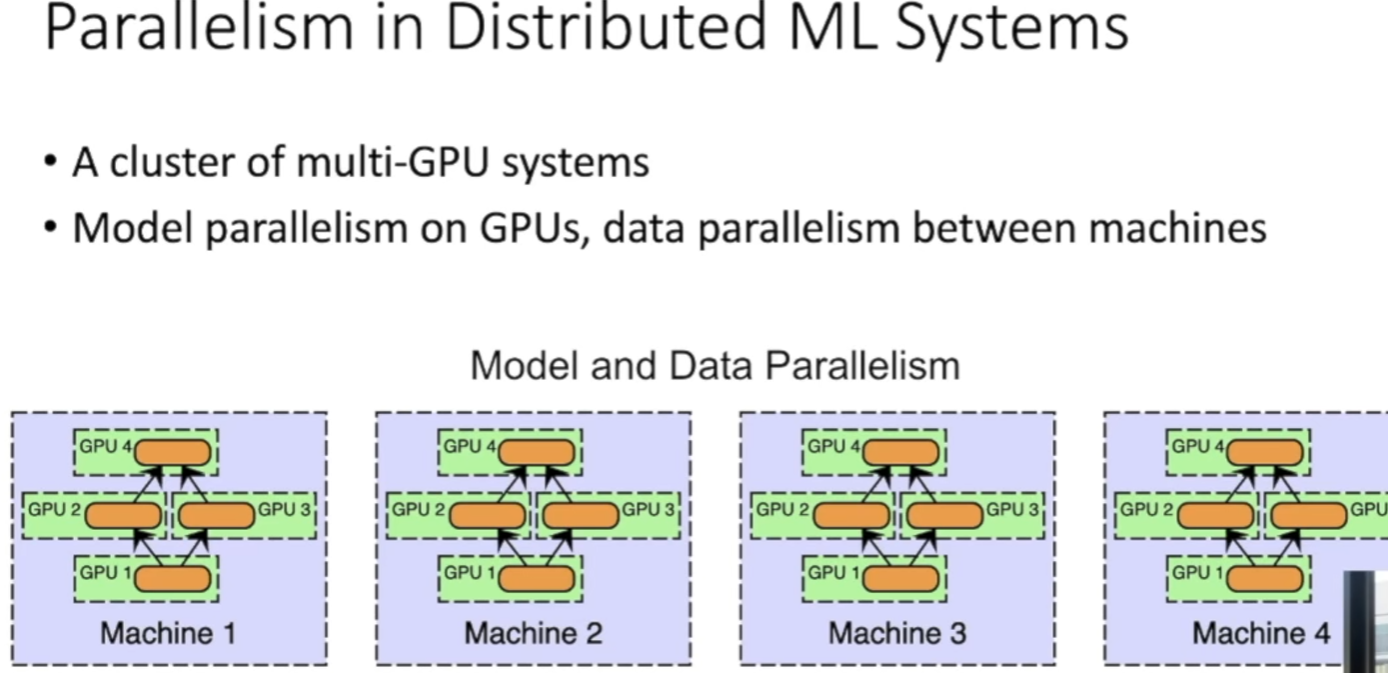 Parallelism in Distributed ML Systems
• A cluster of multi-GPU systems
• Model parallelism on GPUs, data parallelism between machines
Model and Data Parallelism
GPU 4
GPU 2
GPU 3
GPU 1
Machine 1
GPU 4
GPU 2
GPU 3
GPU 1
Machine 2
GPU 4
GPU 2
GPU 3
GPU 1
Machine 3
GPU 4
GPU 2
GPU
GPU 1
Machine 4